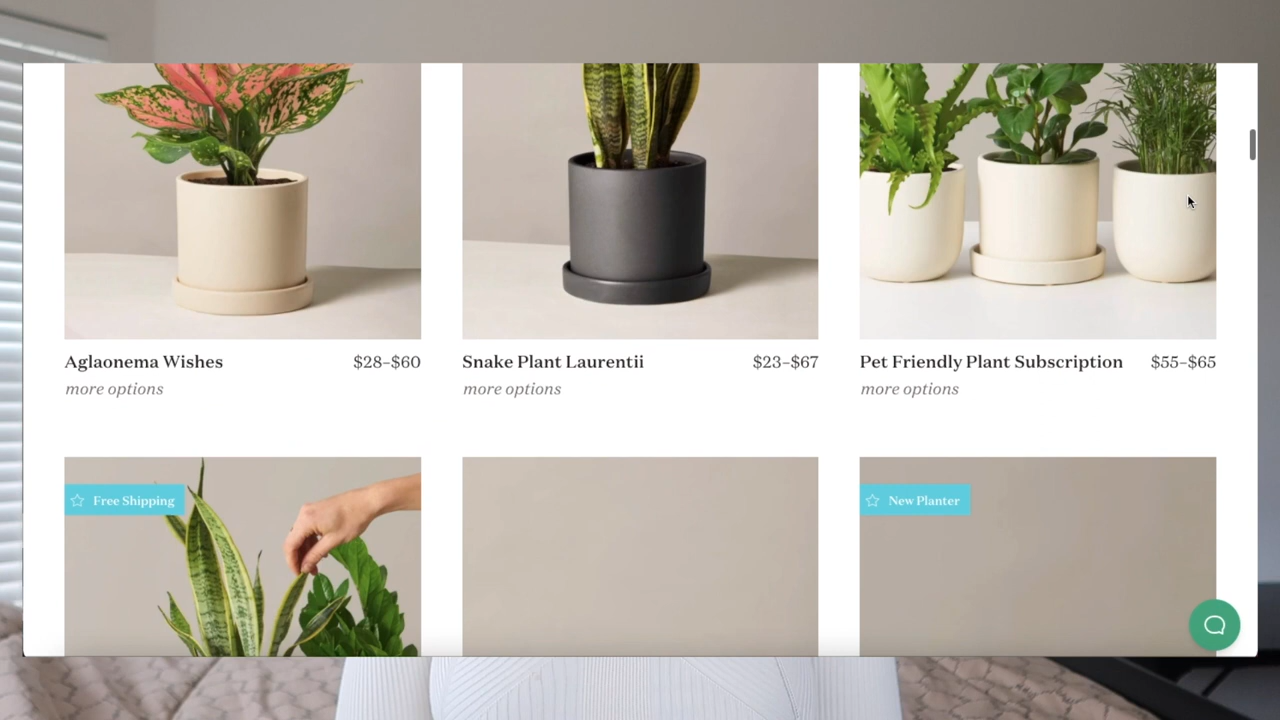 Aglaonema Wishes $28–$60
more options
Snake Plant Laurentii $23–$67
more options
Pet Friendly Plant Subscription $55–$65
more options
Free Shipping
New Planter